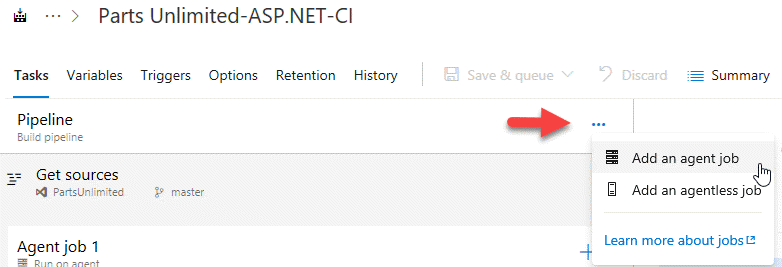 ... > Parts Unlimited-ASP.NET-CI
Tasks Variables Triggers Options Retention History Save & queue Discard Summary
Pipeline ...
Build pipeline
Add an agent job
Get sources
PartsUnlimited master
Add an agentless job
Learn more about jobs
Agent job 1 +
Run on agent